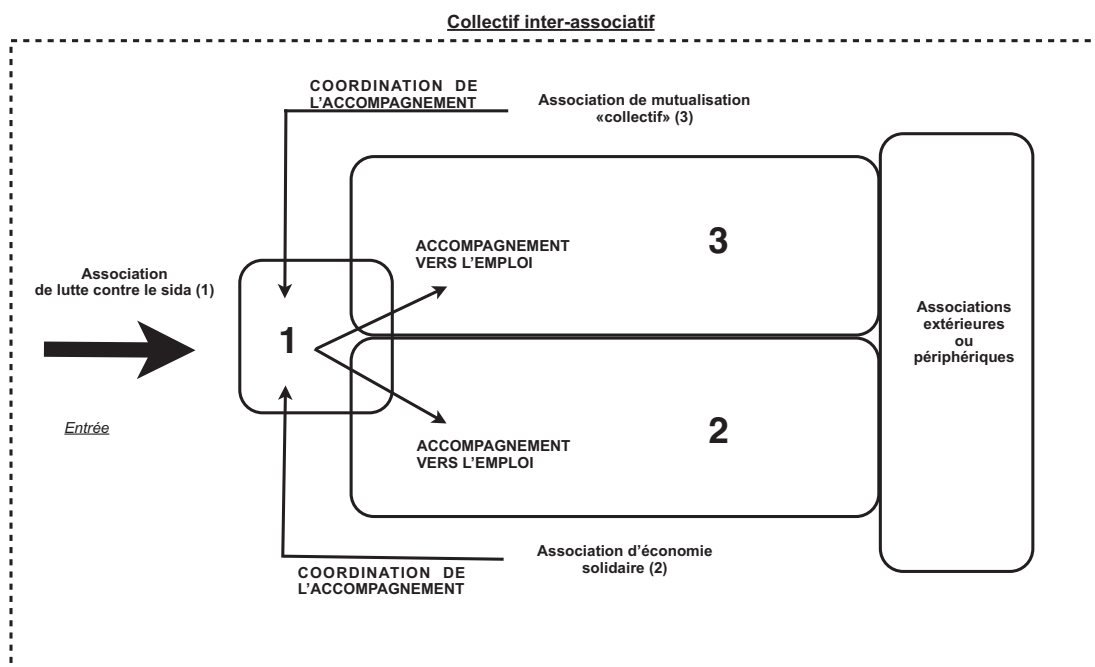 Collectif inter-associatif
COORDINATION DE
L'ACCOMPAGNEMENT
Association de mutualisation
«collectif» (3)
ACCOMPAGNEMENT
VERS L'EMPLOI
3
Association
de lutte contre le sida (1)
1
Entrée
Associations
extérieures
ou
périphériques
2
ACCOMPAGNEMENT
VERS L'EMPLOI
Association d'économie
solidaire (2)
COORDINATION DE
L'ACCOMPAGNEMENT